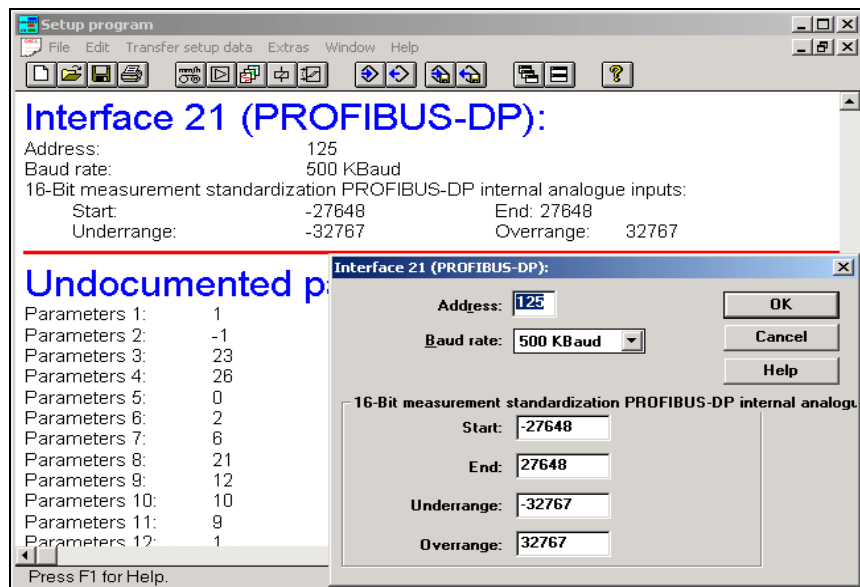 Setup program
File Edit Transfer setup data Extras Window Help
Interface 21 (PROFIBUS-DP):
Address: 125
Baud rate: 500 KBaud
16-Bit measurement standardization PROFIBUS-DP internal analogue inputs:
Start: -27648 End: 27648
Underrange: -32767 Overrange: 32767
Undocumented p
Parameters 1: 1
Parameters 2: -1
Parameters 3: 23
Parameters 4: 26
Parameters 5: 0
Parameters 6: 2
Parameters 7: 6
Parameters 8: 21
Parameters 9: 12
Parameters 10: 10
Parameters 11: 9
Parameters 12: 1
Interface 21 (PROFIBUS-DP):
Address: 125
OK
Baud rate: 500 KBaud
Cancel
Help
16-Bit measurement standardization PROFIBUS-DP internal analogu
Start: -27648
End: 27648
Underrange: -32767
Overrange: 32767
Press F1 for Help.